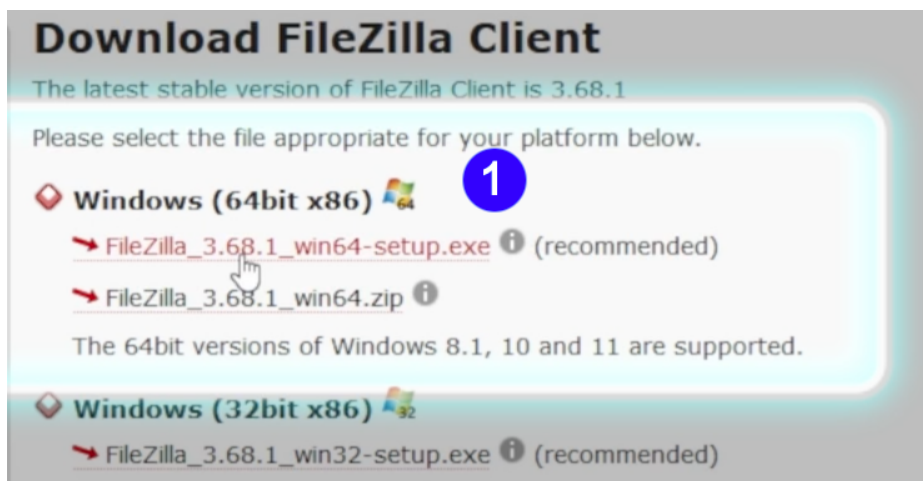 Download FileZilla Client
The latest stable version of FileZilla Client is 3.68.1
Please select the file appropriate for your platform below.
1
Windows (64bit x86) 64
FileZilla_3.68.1_win64-setup.exe i (recommended)
FileZilla_3.68.1_win64.zip i
The 64bit versions of Windows 8.1, 10 and 11 are supported.
Windows (32bit x86) 32
FileZilla_3.68.1_win32-setup.exe i (recommended)